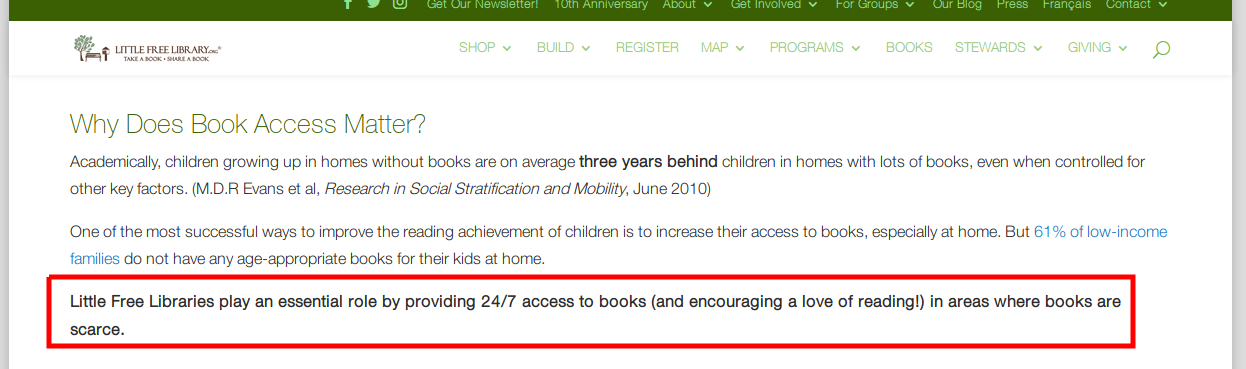 Get Our Newsletter! 10th Anniversary About Get Involved For Groups Our Blog Press Français Contact
LITTLE FREE LIBRARY.ORG®
TAKE A BOOK • SHARE A BOOK
SHOP BUILD REGISTER MAP PROGRAMS BOOKS STEWARDS GIVING
Why Does Book Access Matter?
Academically, children growing up in homes without books are on average three years behind children in homes with lots of books, even when controlled for
other key factors. (M.D.R Evans et al, Research in Social Stratification and Mobility, June 2010)
One of the most successful ways to improve the reading achievement of children is to increase their access to books, especially at home. But 61% of low-income
families do not have any age-appropriate books for their kids at home.
Little Free Libraries play an essential role by providing 24/7 access to books (and encouraging a love of reading!) in areas where books are
scarce.